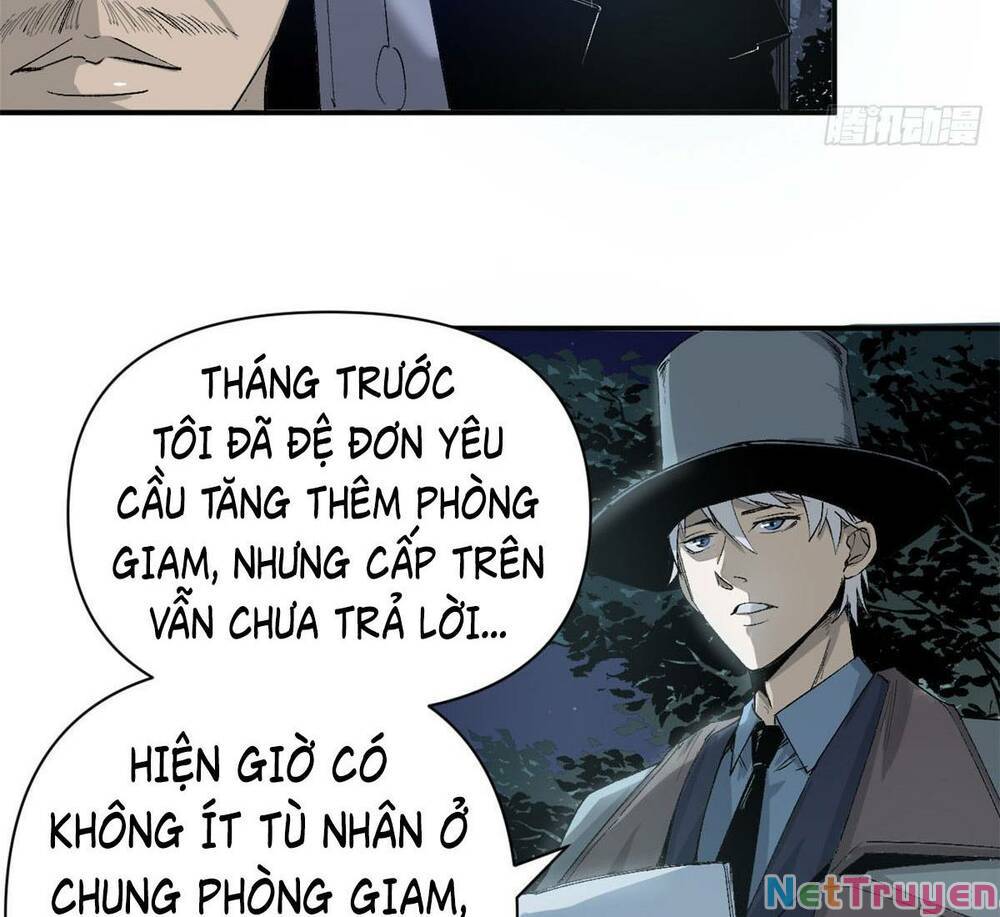 腾讯动漫
THÁNG TRƯỚC
TÔI ĐÃ ĐỆ ĐƠN YÊU
CẦU TĂNG THÊM PHÒNG
GIAM, NHƯNG CẤP TRÊN
VẪN CHƯA TRẢ LỜI...
HIỆN GIỜ CÓ
KHÔNG ÍT TÙ NHÂN Ở
CHUNG PHÒNG GIAM,
NetTruyen